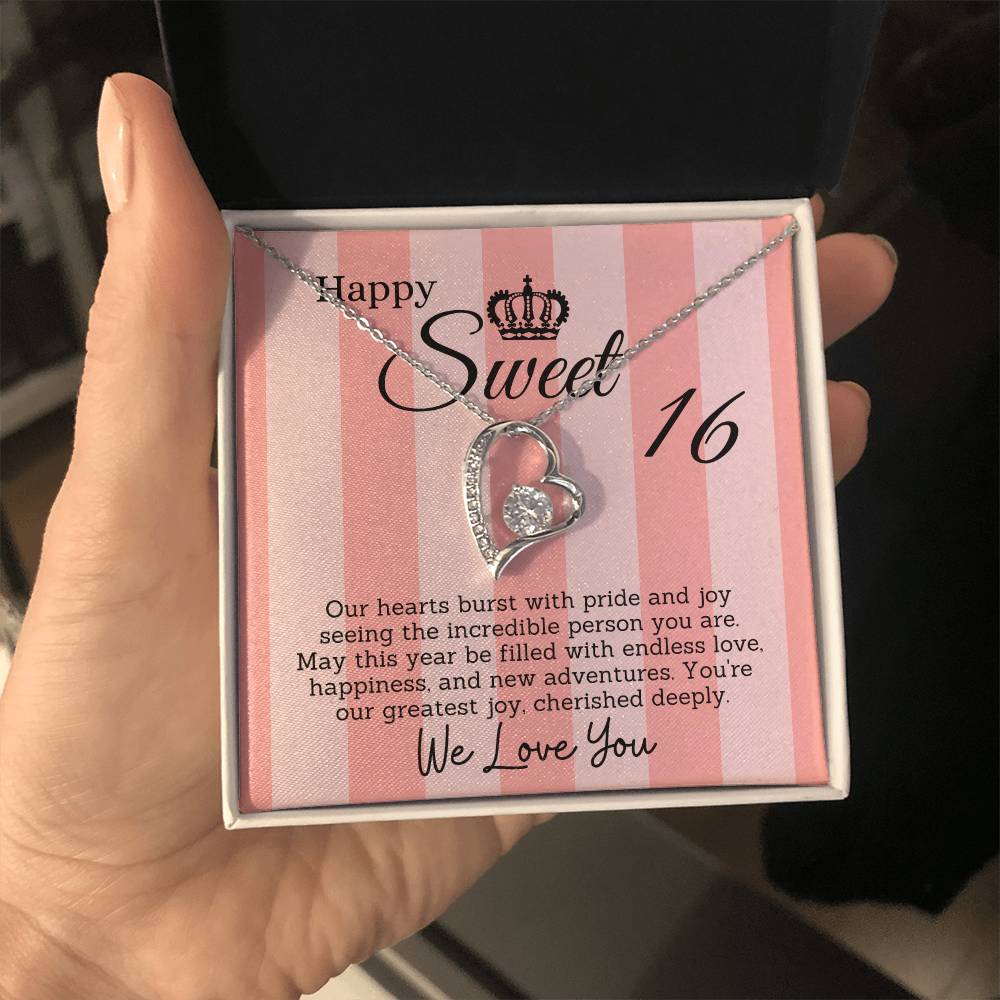 Happy
Sweet
16
Our hearts burst with pride and joy
seeing the incredible person you are.
May this year be filled with endless love,
happiness, and new adventures. You're
our greatest joy, cherished deeply.
We Love You